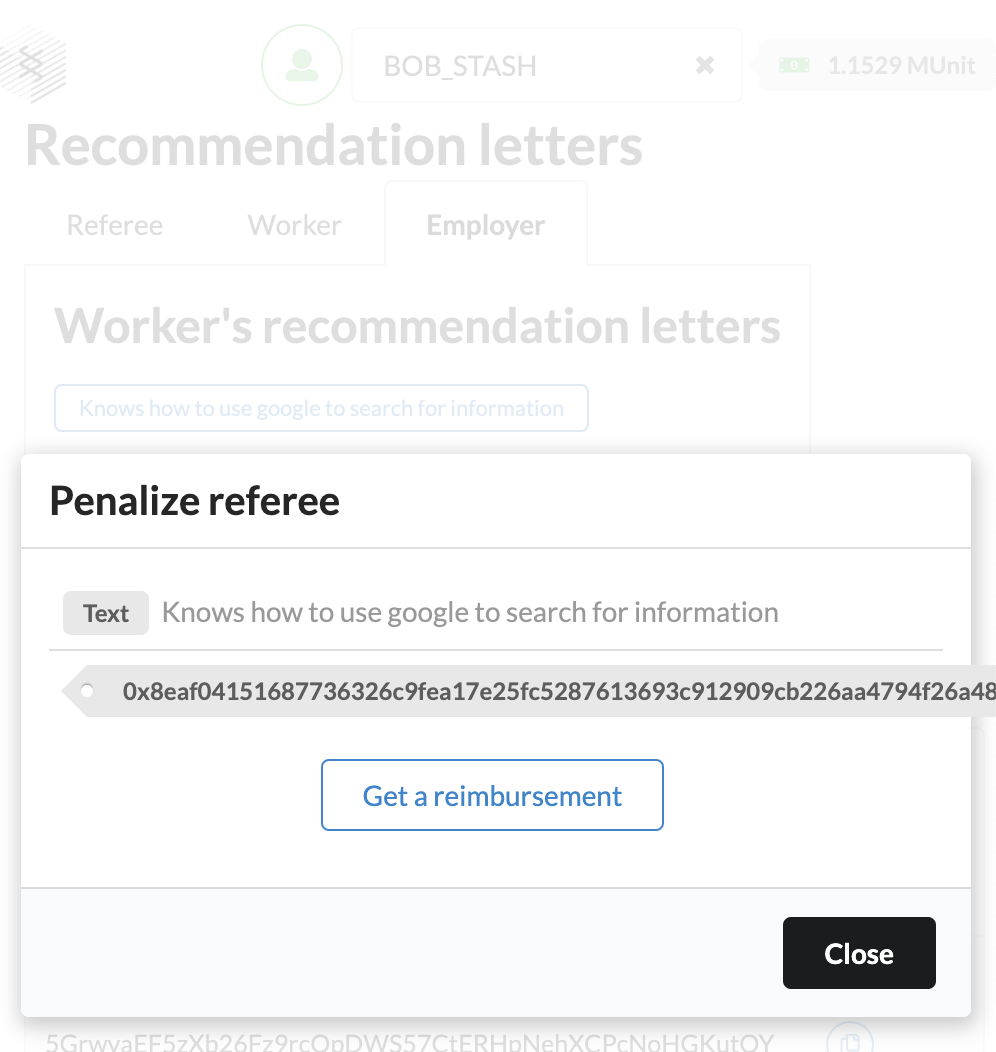 BOB_STASH
1.1529 MUnit
Recommendation letters
Referee Worker Employer
Worker's recommendation letters
Knows how to use google to search for information
Penalize referee
Text Knows how to use google to search for information
0x8eaf04151687736326c9fea17e25fc5287613693c912909cb226aa4794f26a48
Get a reimbursement
Close
5GrwvaEF5zXb26Fz9rcQpDWS57CtERHpNehXCPcNoHGKutQY